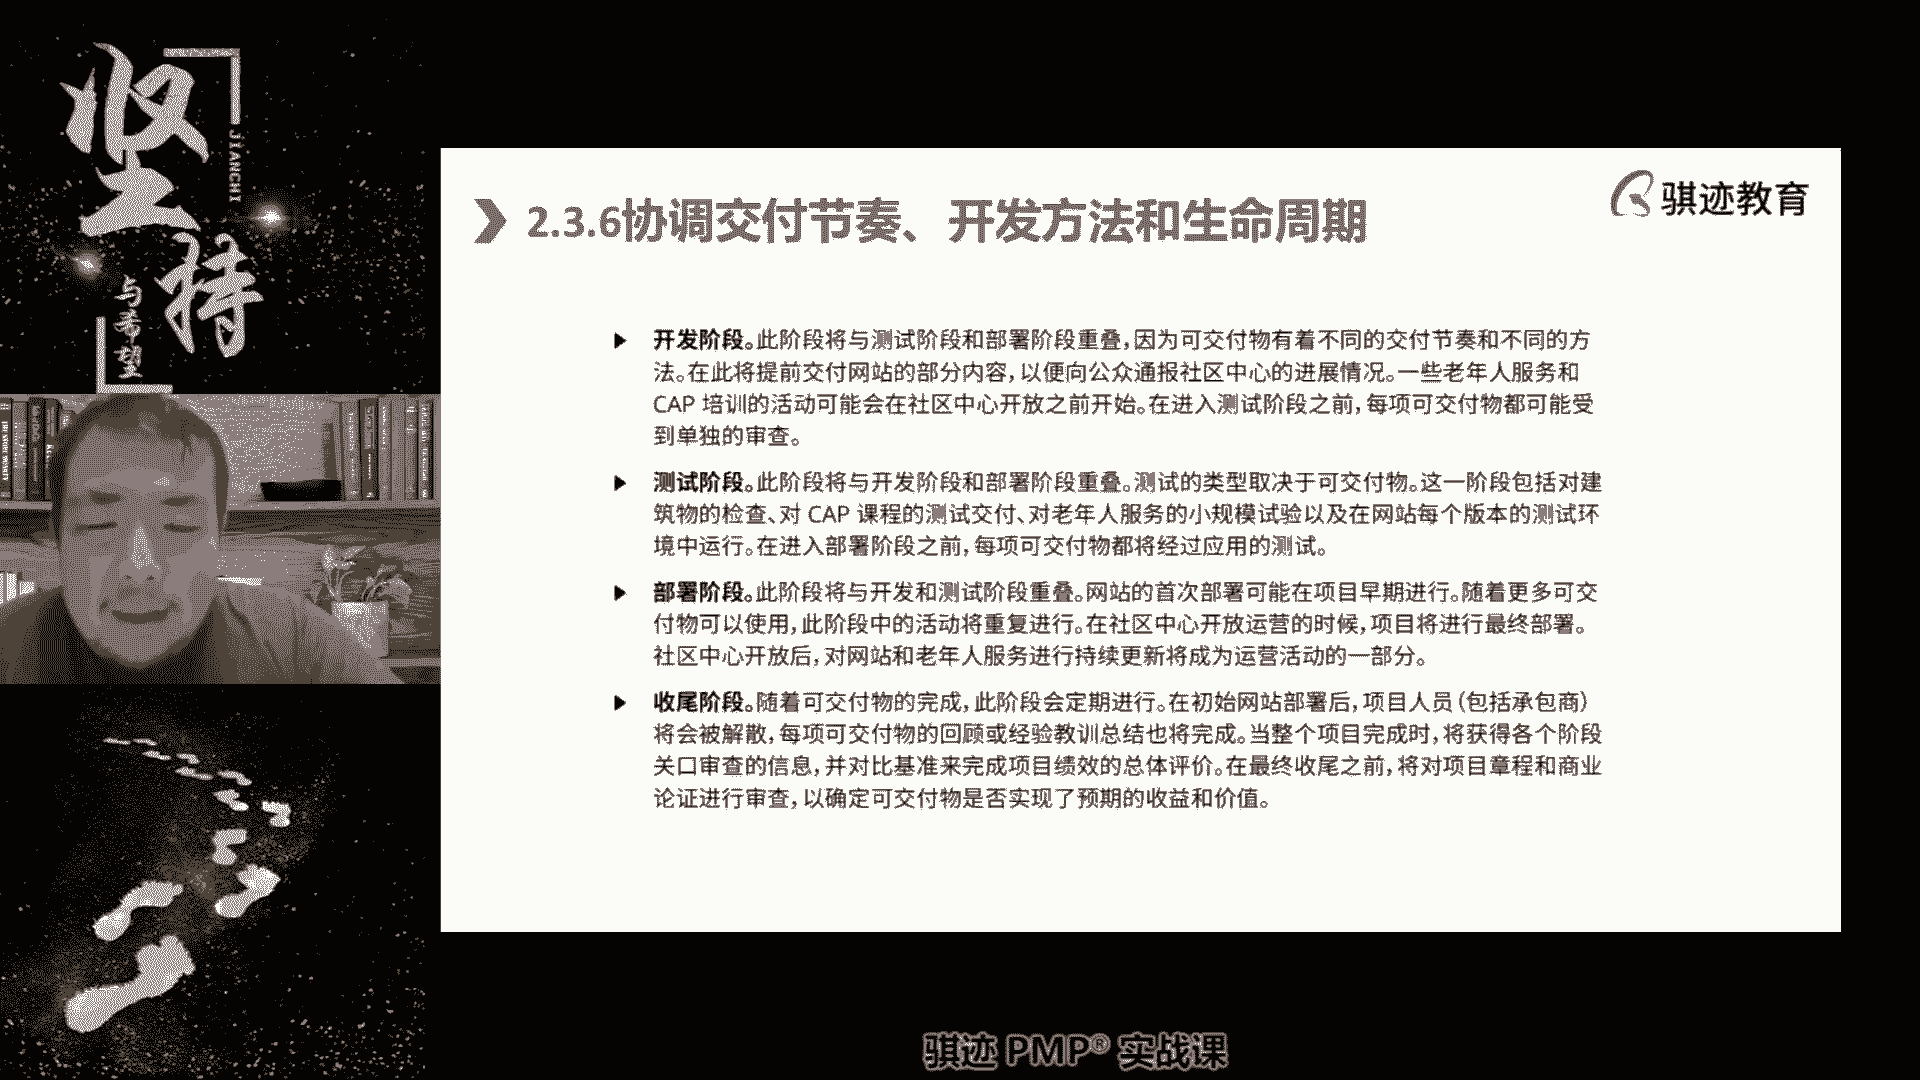 坚持
JIANCHI
与希望
骐迹教育
2.3.6协调交付节奏、开发方法和生命周期
开发阶段。此阶段将与测试阶段和部署阶段重叠,因为可交付物有着不同的交付节奏和不同的方
法。在此将提前交付网站的部分内容,以便向公众通报社区中心的进展情况。一些老年人服务和
CAP 培训的活动可能会在社区中心开放之前开始。在进入测试阶段之前,每项可交付物都可能受
到单独的审查。
测试阶段。此阶段将与开发阶段和部署阶段重叠。测试的类型取决于可交付物。这一阶段包括对建
筑物的检查、对 CAP 课程的测试交付、对老年人服务的小规模试验以及在网站每个版本的测试环
境中运行。在进入部署阶段之前,每项可交付物都将经过应用的测试。
部署阶段。此阶段将与开发和测试阶段重叠。网站的首次部署可能在项目早期进行。随着更多可交
付物可以使用,此阶段中的活动将重复进行。在社区中心开放运营的时候,项目将进行最终部署。
社区中心开放后,对网站和老年人服务进行持续更新将成为运营活动的一部分。
收尾阶段。随着可交付物的完成,此阶段会定期进行。在初始网站部署后,项目人员(包括承包商)
将会被解散,每项可交付物的回顾或经验教训总结也将完成。当整个项目完成时,将获得各个阶段
关口审查的信息,并对比基准来完成项目绩效的总体评价。在最终收尾之前,将对项目章程和商业
论证进行审查,以确定可交付物是否实现了预期的收益和价值。
骐迹 PMP® 实战课